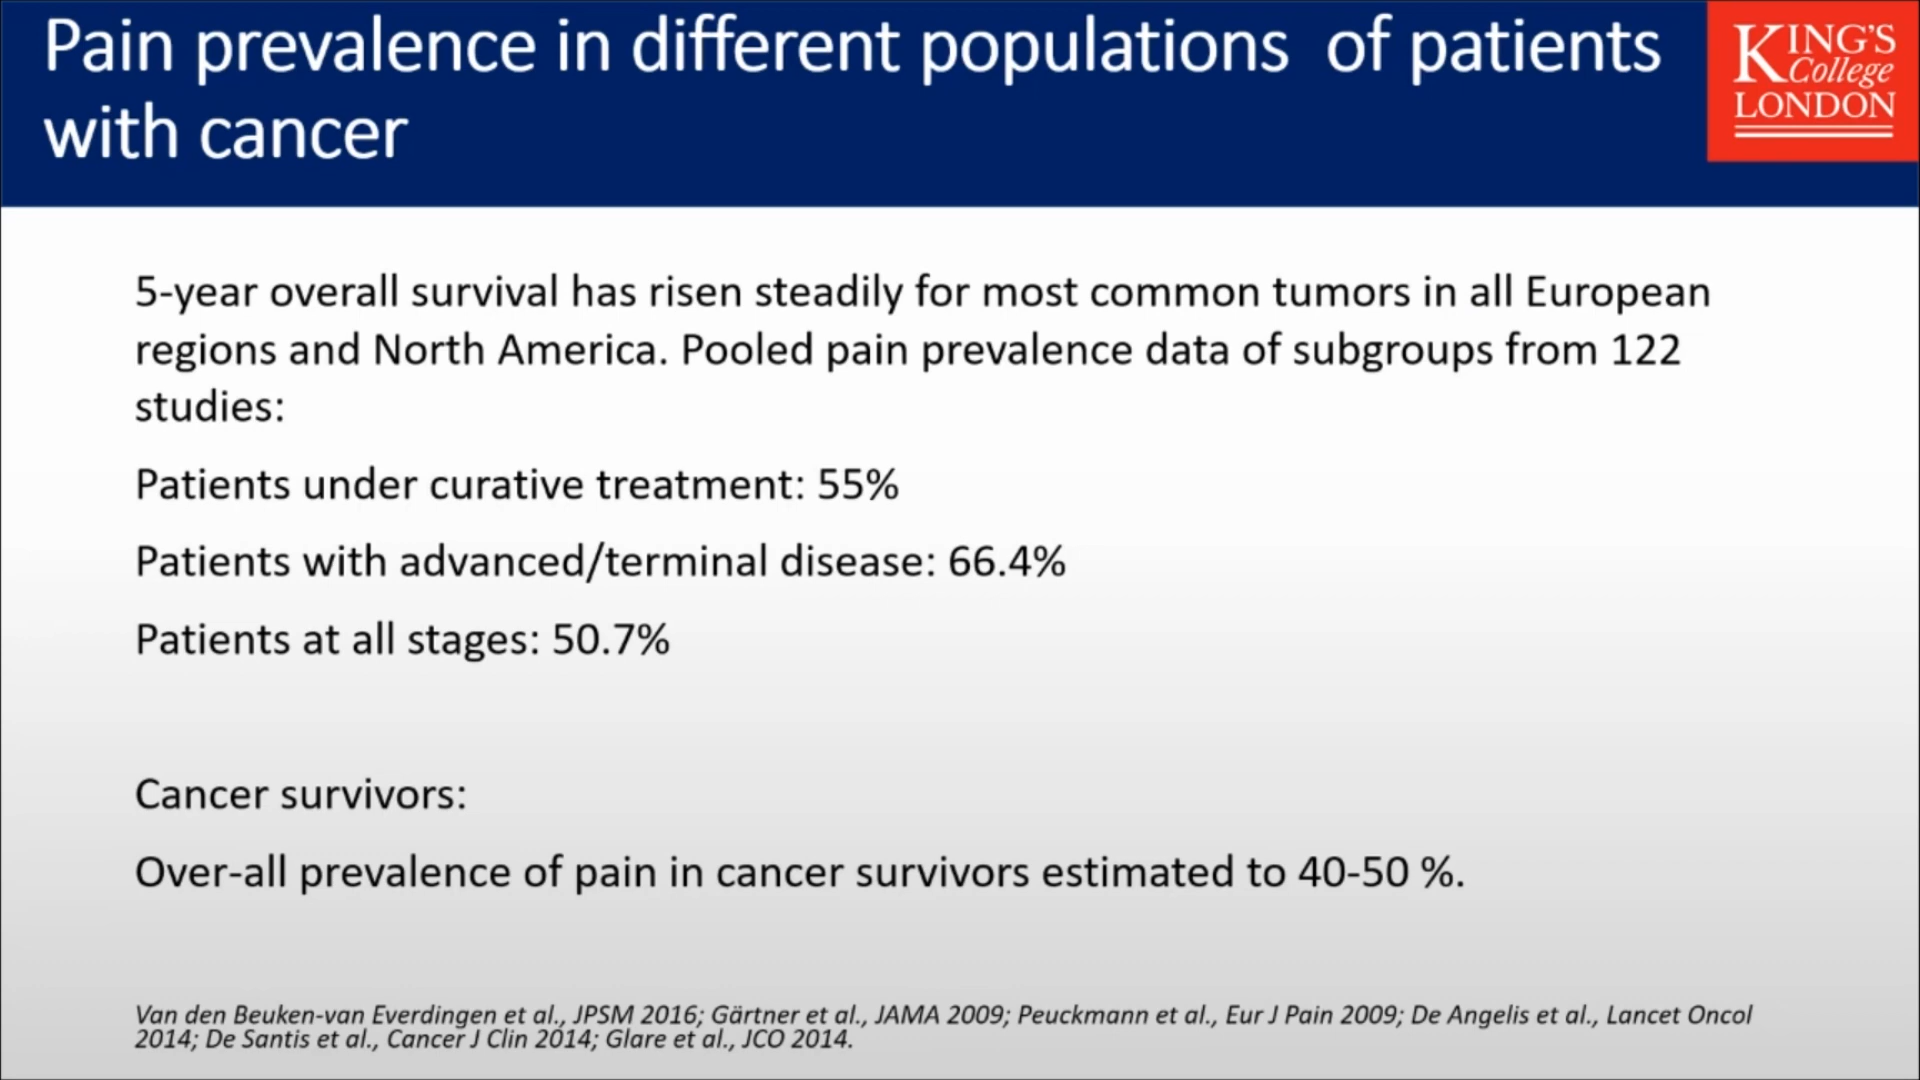 Pain prevalence in different populations of patients
with cancer
KING'S
College
LONDON
5-year overall survival has risen steadily for most common tumors in all European
regions and North America. Pooled pain prevalence data of subgroups from 122
studies:
Patients under curative treatment: 55%
Patients with advanced/terminal disease: 66.4%
Patients at all stages: 50.7%
Cancer survivors:
Over-all prevalence of pain in cancer survivors estimated to 40-50 %.
Van den Beuken-van Everdingen et al., JPSM 2016; Gärtner et al., JAMA 2009; Peuckmann et al., Eur J Pain 2009; De Angelis et al., Lancet Oncol
2014; De Santis et al., Cancer J Clin 2014; Glare et al., JCO 2014.